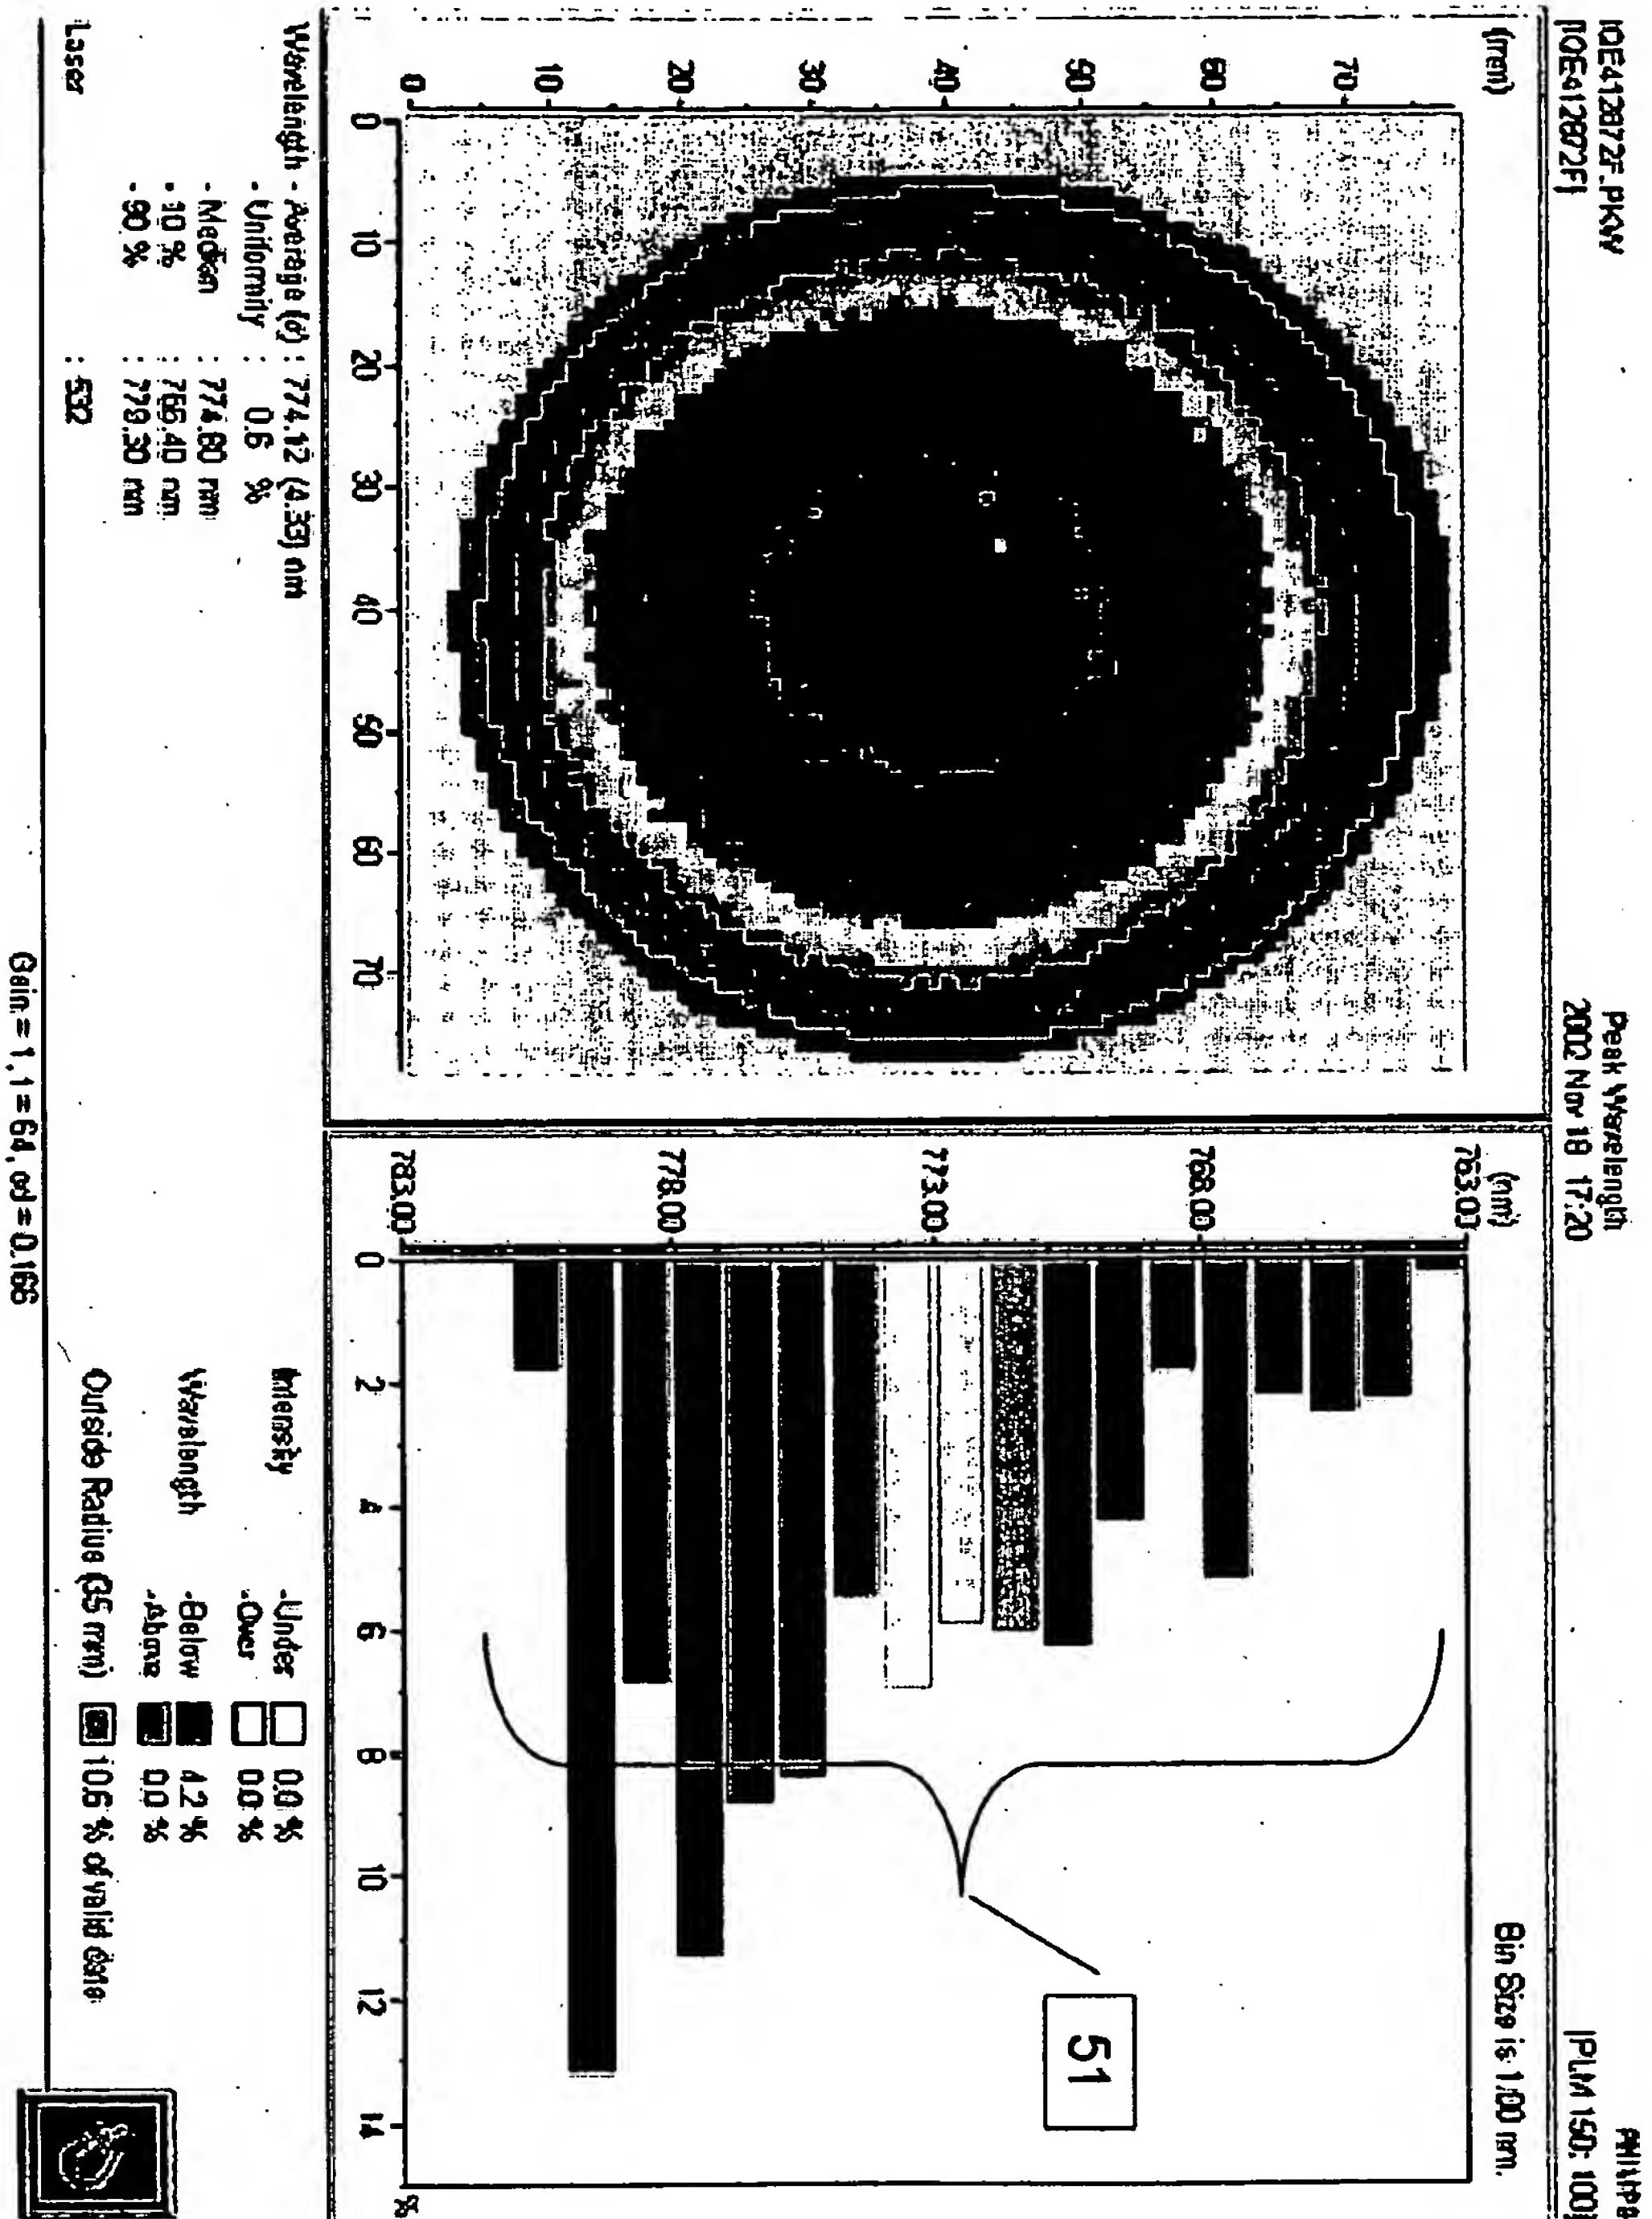 IQE412872F.PKW
Peak Wavelength
PHILIPS
[IQE412872F]
2002 Nov 18 17:20
[PLM 150: 100]
(mm)
70
60
50
40
30
20
10
0
0 10 20 30 40 50 60 70
(nm)
Bin Size is 1.00 nm.
763.00
768.00
773.00
778.00
783.00
0 2 4 6 8 10 12 14 %
51
Wavelength - Average (σ) : 774.12 (4.33) nm
- Uniformity : 0.6 %
- Median : 774.80 nm
- 10 % : 766.40 nm
- 90 % : 779.30 nm
Laser : 532
Intensity -Under 0.0 %
-Over 0.0 %
Wavelength -Below 4.2 %
-Above 0.0 %
Outside Radius (35 mm) 10.6 % of valid data
Gain = 1, 1 = 64, od = 0.166